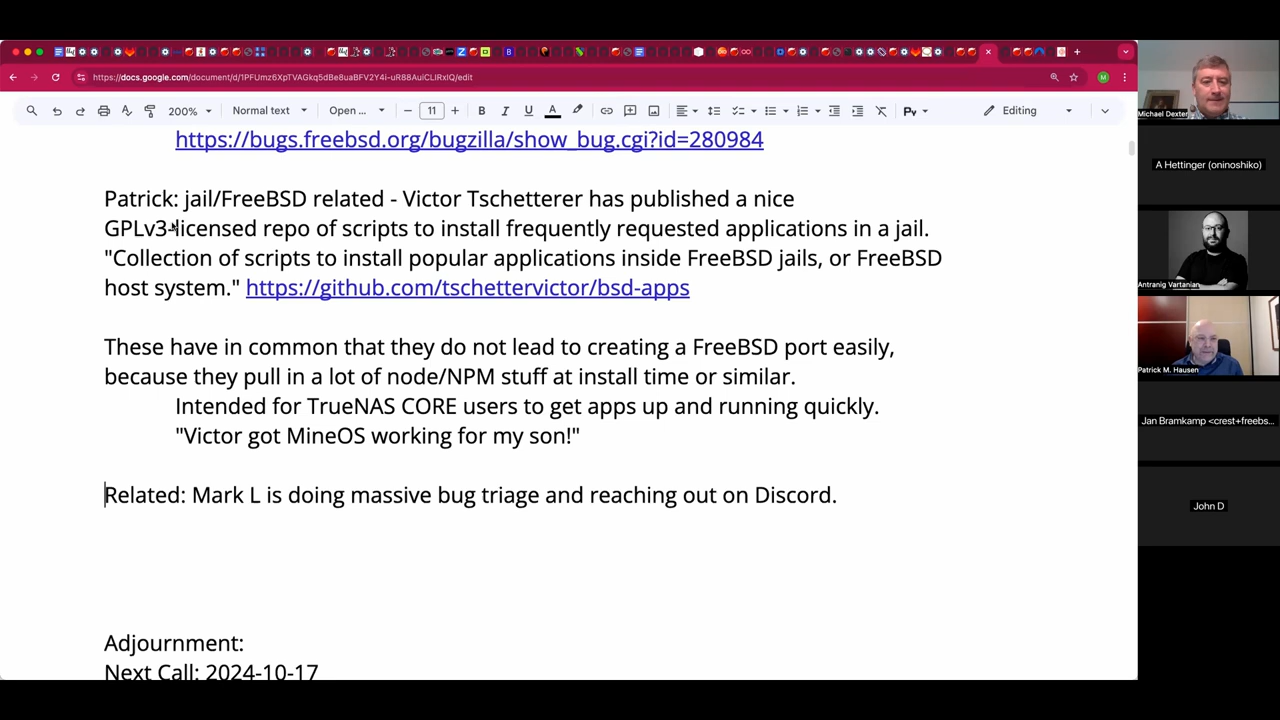 https://docs.google.com/document/d/1PFUmz6XpTVAGkq5dBe8uaBFV2Y4i-uR88AuiCLIRxIQ/edit
200%
Normal text
Open ...
11
Editing
https://bugs.freebsd.org/bugzilla/show_bug.cgi?id=280984
Patrick: jail/FreeBSD related - Victor Tschetterer has published a nice
GPLv3-licensed repo of scripts to install frequently requested applications in a jail.
"Collection of scripts to install popular applications inside FreeBSD jails, or FreeBSD
host system." https://github.com/tschettervictor/bsd-apps
These have in common that they do not lead to creating a FreeBSD port easily,
because they pull in a lot of node/NPM stuff at install time or similar.
Intended for TrueNAS CORE users to get apps up and running quickly.
"Victor got MineOS working for my son!"
Related: Mark L is doing massive bug triage and reaching out on Discord.
Adjournment:
Next Call: 2024-10-17
Michael Dexter
A Hettinger (oninoshiko)
Antranig Vartanian
Patrick M. Hausen
Jan Bramkamp <crest+freebs...
John D